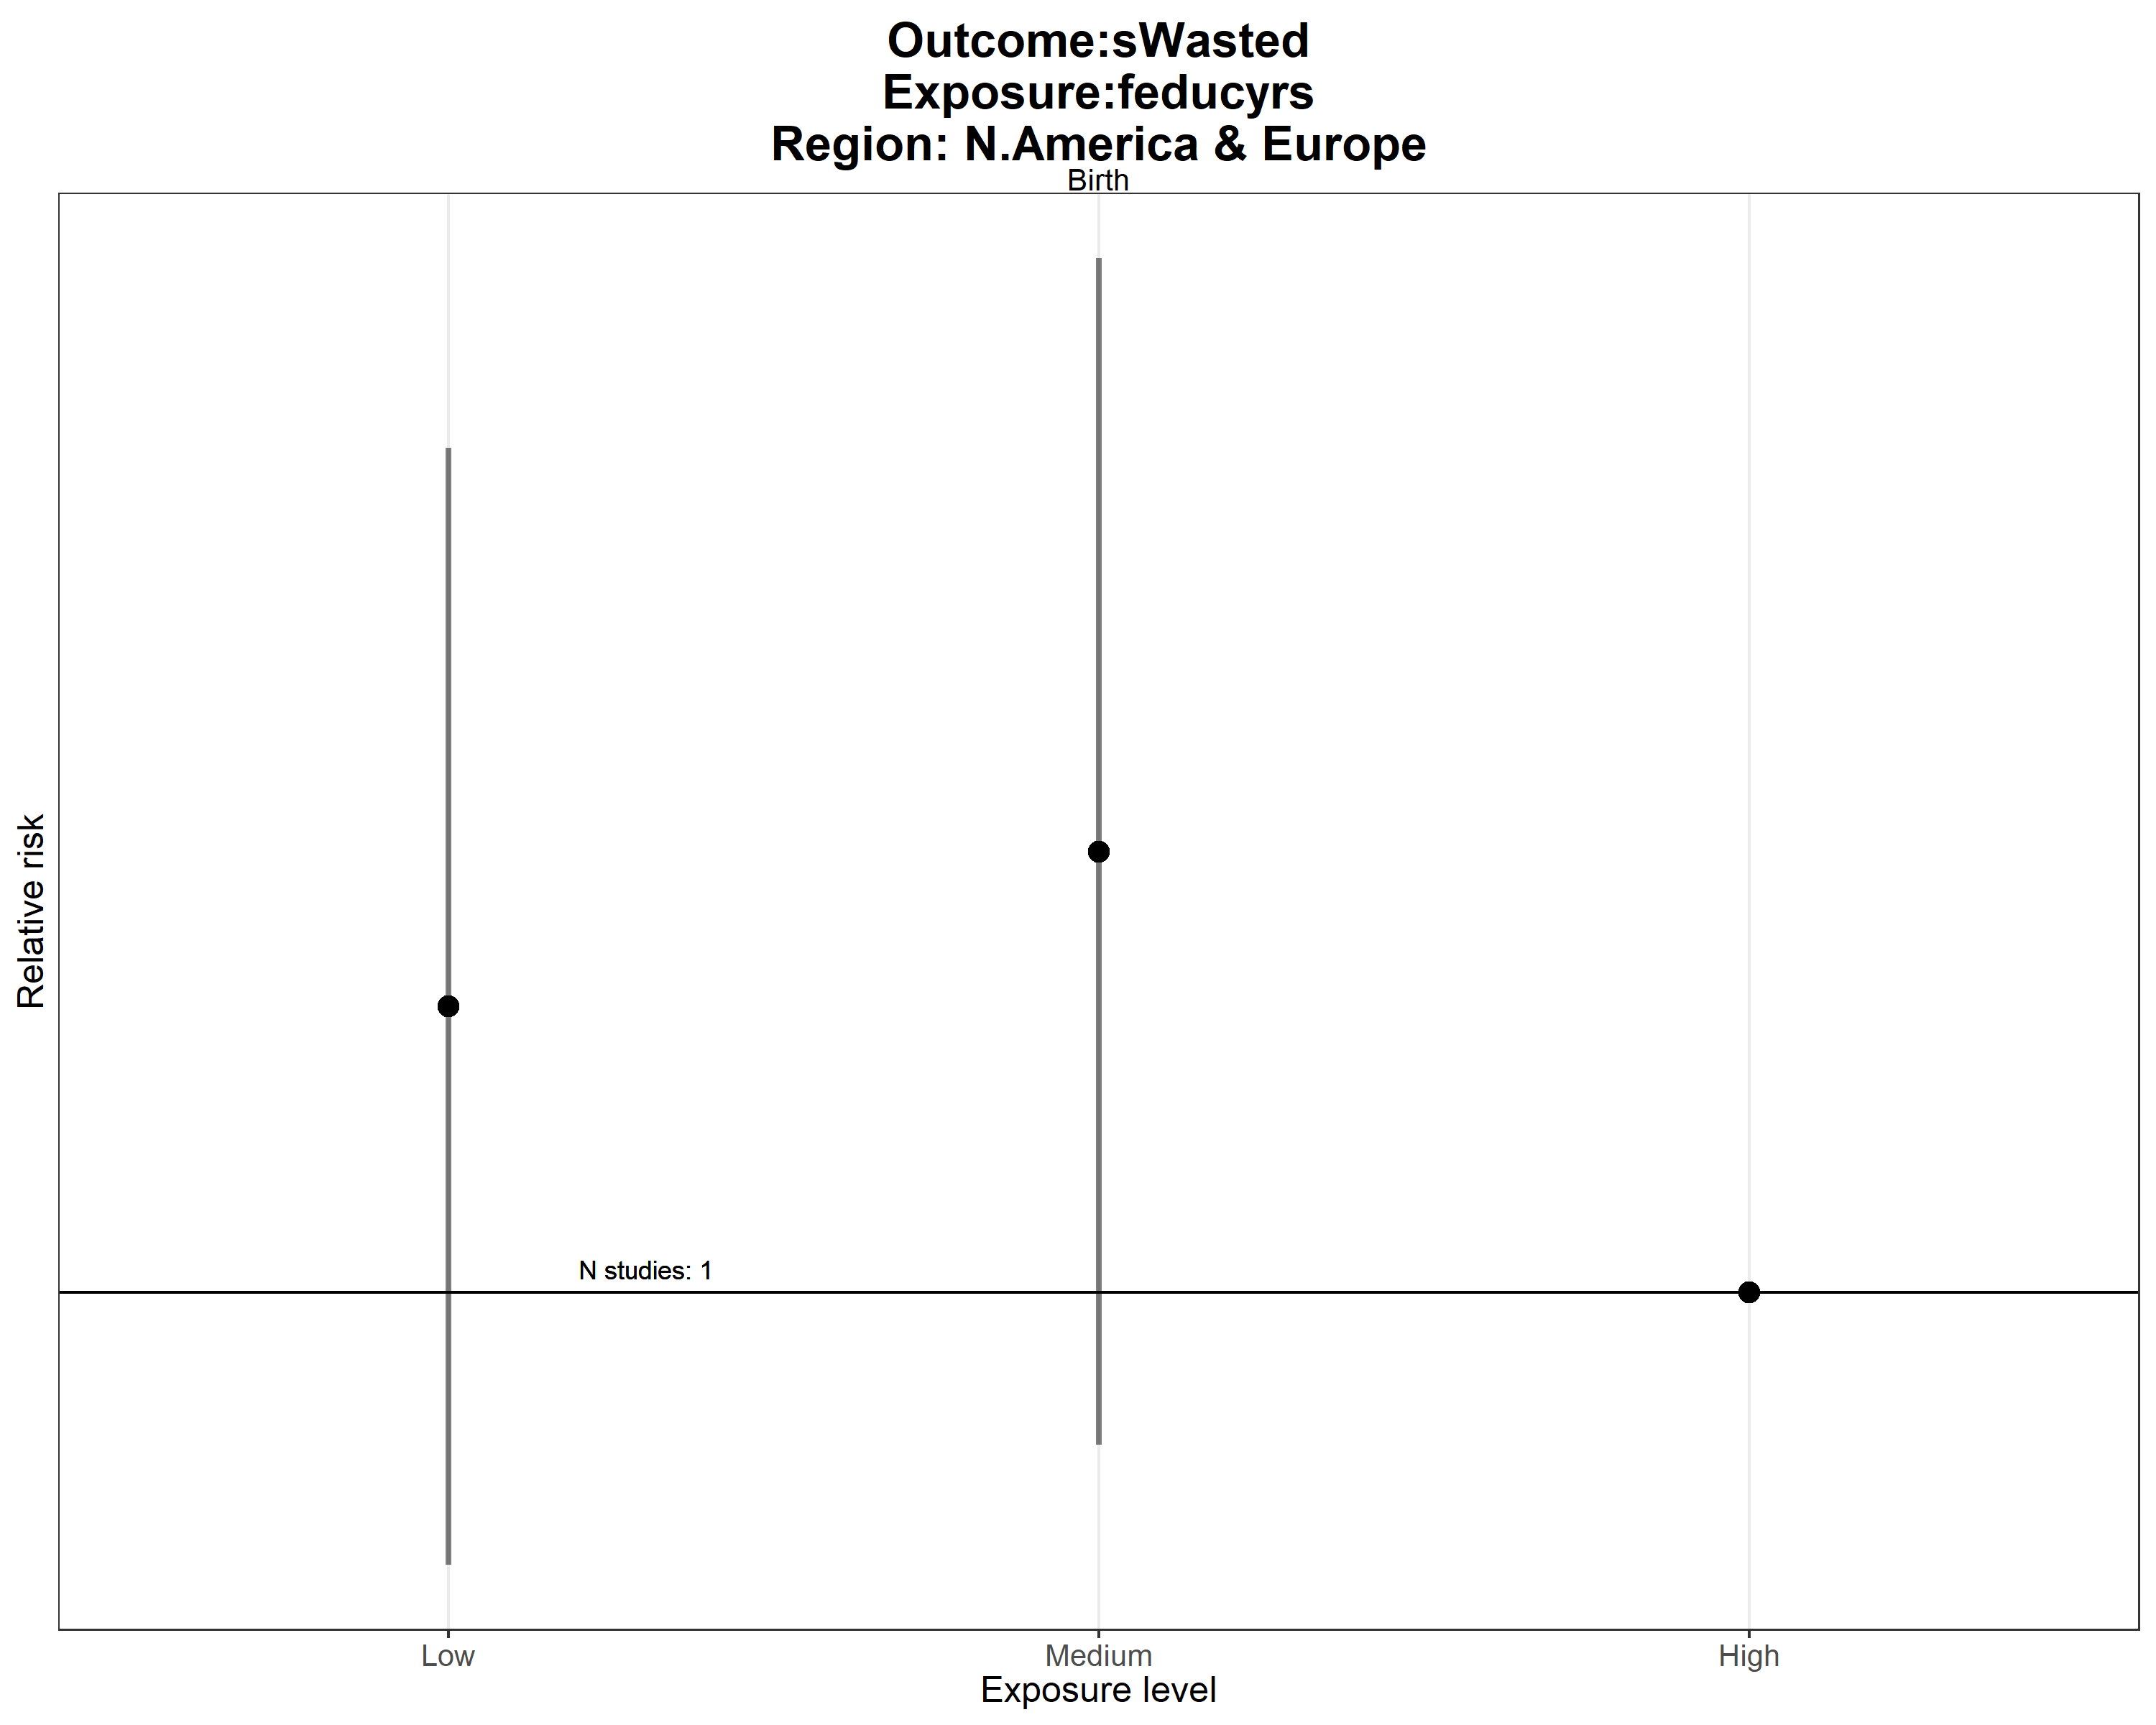 Outcome:sWasted
Exposure:feducyrs
Region: N.America & Europe
Birth
Relative risk
N studies: 1
Low
Medium
High
Exposure level